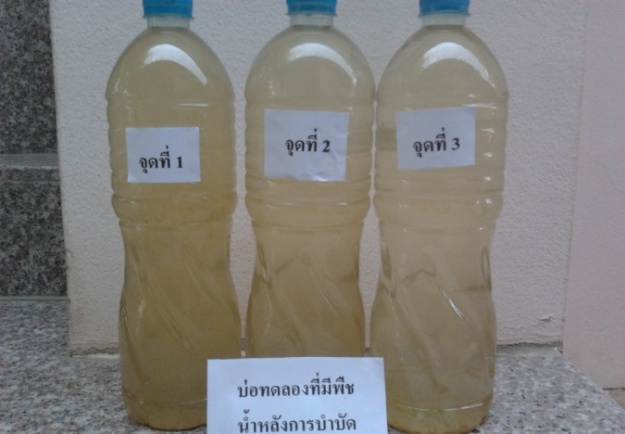 จุดที่ 1
จุดที่ 2
จุดที่ 3
บ่อทดลองที่มีพืช
น้ำหลังการบำบัด